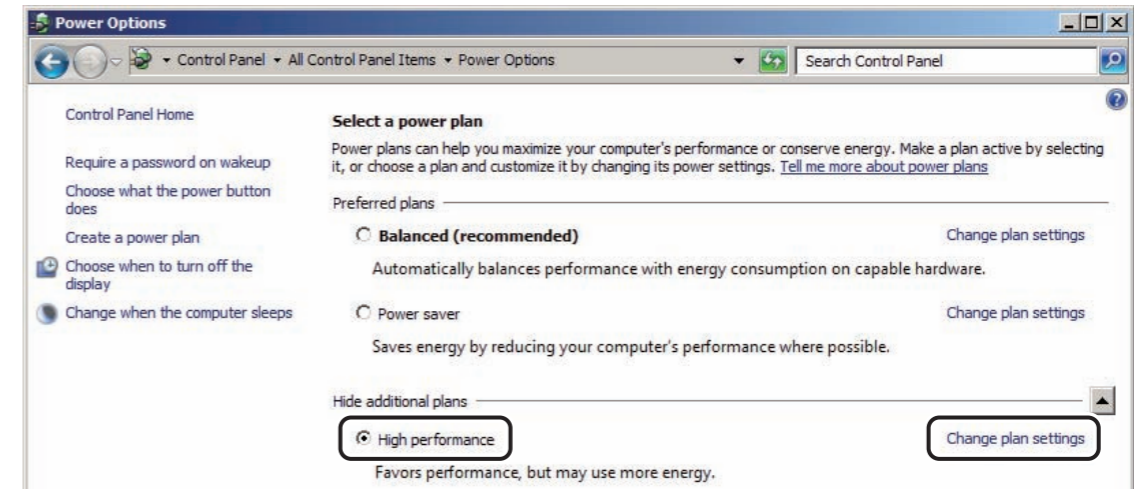 Power Options
Control Panel All Control Panel Items Power Options
Search Control Panel
Control Panel Home
Require a password on wakeup
Choose what the power button
does
Create a power plan
Choose when to turn off the
display
Change when the computer sleeps
Select a power plan
Power plans can help you maximize your computer's performance or conserve energy. Make a plan active by selecting
it, or choose a plan and customize it by changing its power settings. Tell me more about power plans
Preferred plans
Balanced (recommended) Change plan settings
Automatically balances performance with energy consumption on capable hardware.
Power saver Change plan settings
Saves energy by reducing your computer's performance where possible.
Hide additional plans
High performance Change plan settings
Favors performance, but may use more energy.